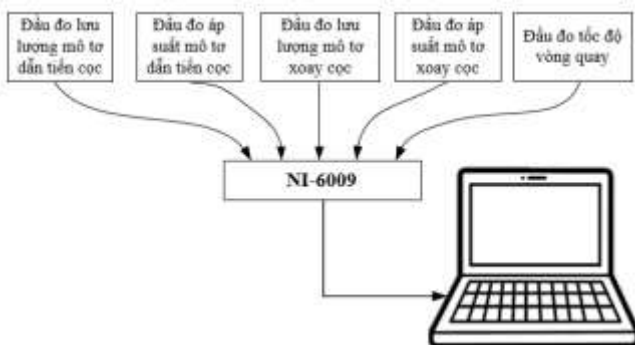 Đầu đo lưu
lượng mô tơ
dẫn tiến cọc
Đầu đo áp
suất mô tơ
dẫn tiến cọc
Đầu đo lưu
lượng mô tơ
xoay cọc
Đầu đo áp
suất mô tơ
xoay cọc
Đầu đo tốc độ
vòng quay
NI-6009